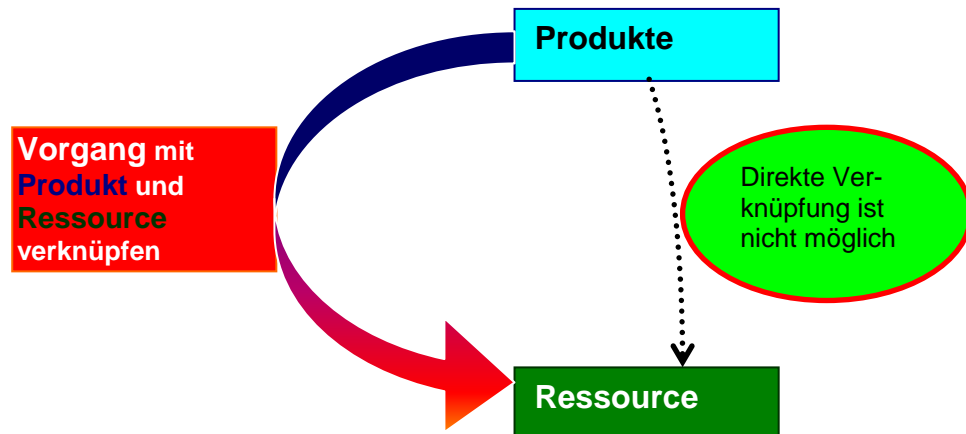 Produkte
Vorgang mit
Produkt und
Ressource
verknüpfen
Direkte Ver-
knüpfung ist
nicht möglich
Ressource